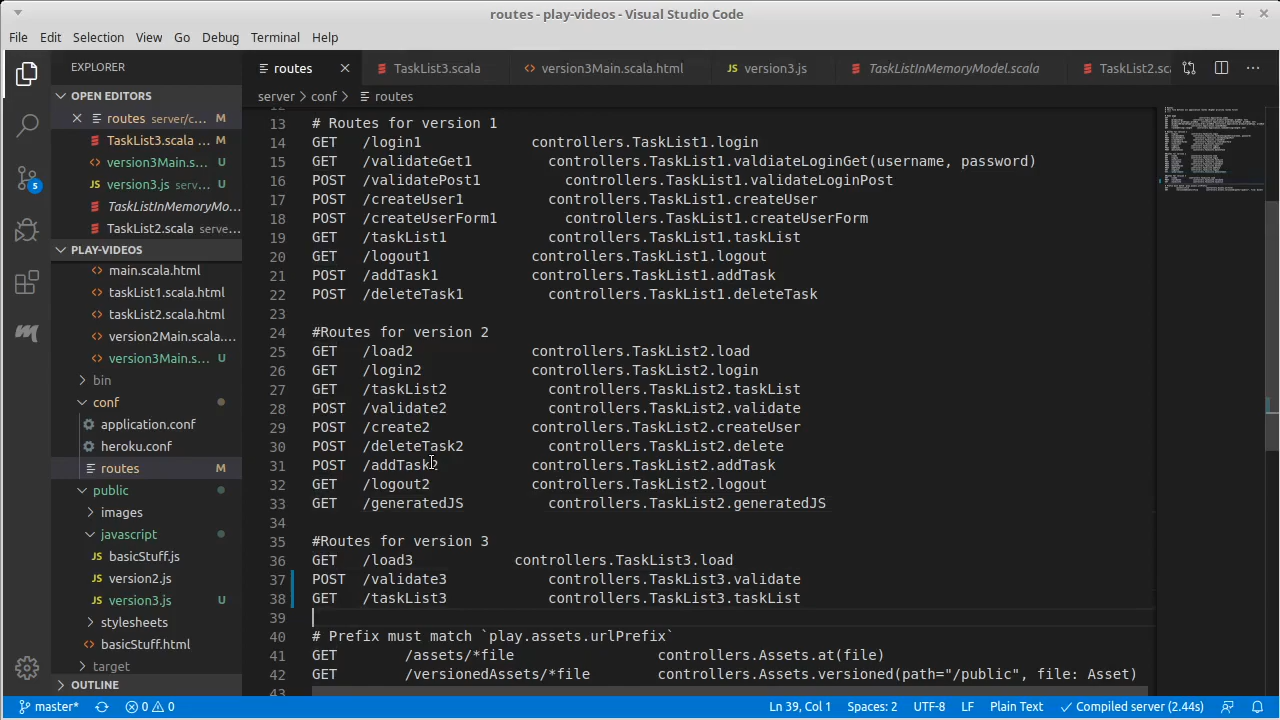 routes - play-videos - Visual Studio Code
File Edit Selection View Go Debug Terminal Help
EXPLORER
routes
TaskList3.scala
version3Main.scala.html
JS version3.js
TaskListInMemoryModel.scala
TaskList2.sca
OPEN EDITORS
routes server/c... M
TaskList3.scala ... M
version3Main.s... U
JS version3.js serv... U
TaskListInMemoryMo...
TaskList2.scala serve...
PLAY-VIDEOS
main.scala.html
taskList1.scala.html
taskList2.scala.html
version2Main.scala....
version3Main.s... U
bin
conf
application.conf
heroku.conf
routes M
public
images
javascript
JS basicStuff.js
JS version2.js
JS version3.js U
stylesheets
basicStuff.html
target
OUTLINE
5
server > conf > routes
13 # Routes for version 1
14 GET /login1 controllers.TaskList1.login
15 GET /validateGet1 controllers.TaskList1.valdiateLoginGet(username, password)
16 POST /validatePost1 controllers.TaskList1.validateLoginPost
17 POST /createUser1 controllers.TaskList1.createUser
18 POST /createUserForm1 controllers.TaskList1.createUserForm
19 GET /taskList1 controllers.TaskList1.taskList
20 GET /logout1 controllers.TaskList1.logout
21 POST /addTask1 controllers.TaskList1.addTask
22 POST /deleteTask1 controllers.TaskList1.deleteTask
23
24 #Routes for version 2
25 GET /load2 controllers.TaskList2.load
26 GET /login2 controllers.TaskList2.login
27 GET /taskList2 controllers.TaskList2.taskList
28 POST /validate2 controllers.TaskList2.validate
29 POST /create2 controllers.TaskList2.createUser
30 POST /deleteTask2 controllers.TaskList2.delete
31 POST /addTask2 controllers.TaskList2.addTask
32 GET /logout2 controllers.TaskList2.logout
33 GET /generatedJS controllers.TaskList2.generatedJS
34
35 #Routes for version 3
36 GET /load3 controllers.TaskList3.load
37 POST /validate3 controllers.TaskList3.validate
38 GET /taskList3 controllers.TaskList3.taskList
39
40 # Prefix must match `play.assets.urlPrefix`
41 GET /assets/*file controllers.Assets.at(file)
42 GET /versionedAssets/*file controllers.Assets.versioned(path="/public", file: Asset)
43
master* 0 0 Ln 39, Col 1 Spaces: 2 UTF-8 LF Plain Text Compiled server (2.44s)